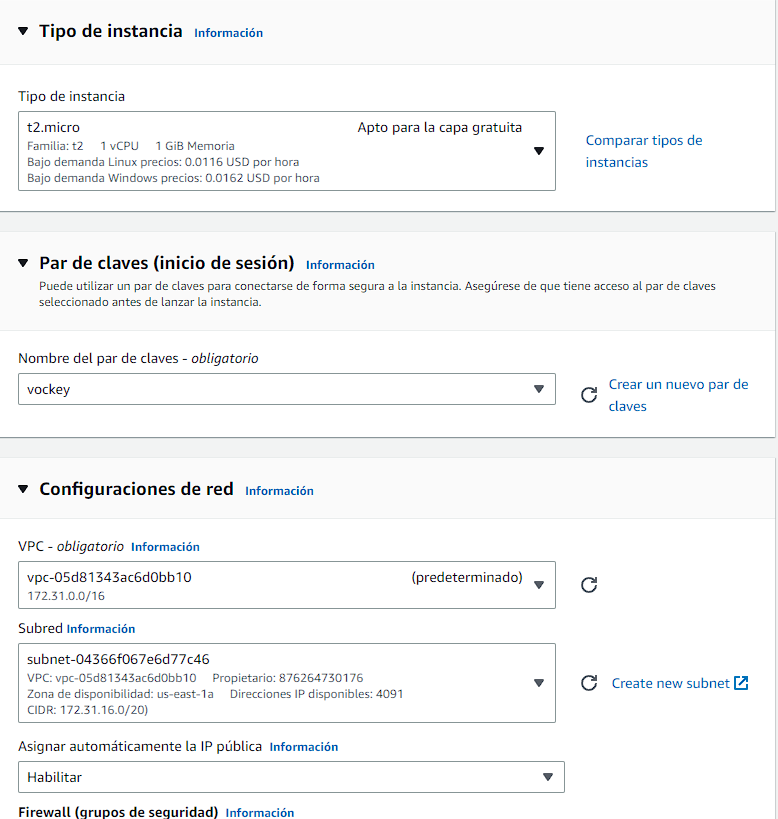 Tipo de instancia Información
Tipo de instancia
t2.micro Apto para la capa gratuita
Familia: t2 1 vCPU 1 GiB Memoria
Bajo demanda Linux precios: 0.0116 USD por hora
Bajo demanda Windows precios: 0.0162 USD por hora
Comparar tipos de
instancias
Par de claves (inicio de sesión) Información
Puede utilizar un par de claves para conectarse de forma segura a la instancia. Asegúrese de que tiene acceso al par de claves
seleccionado antes de lanzar la instancia.
Nombre del par de claves - obligatorio
vockey
Crear un nuevo par de
claves
Configuraciones de red Información
VPC - obligatorio Información
vpc-05d81343ac6d0bb10 (predeterminado)
172.31.0.0/16
Subred Información
subnet-04366f067e6d77c46
VPC: vpc-05d81343ac6d0bb10 Propietario: 876264730176
Zona de disponibilidad: us-east-1a Direcciones IP disponibles: 4091
CIDR: 172.31.16.0/20)
Create new subnet
Asignar automáticamente la IP pública Información
Habilitar
Firewall (grupos de seguridad) Información